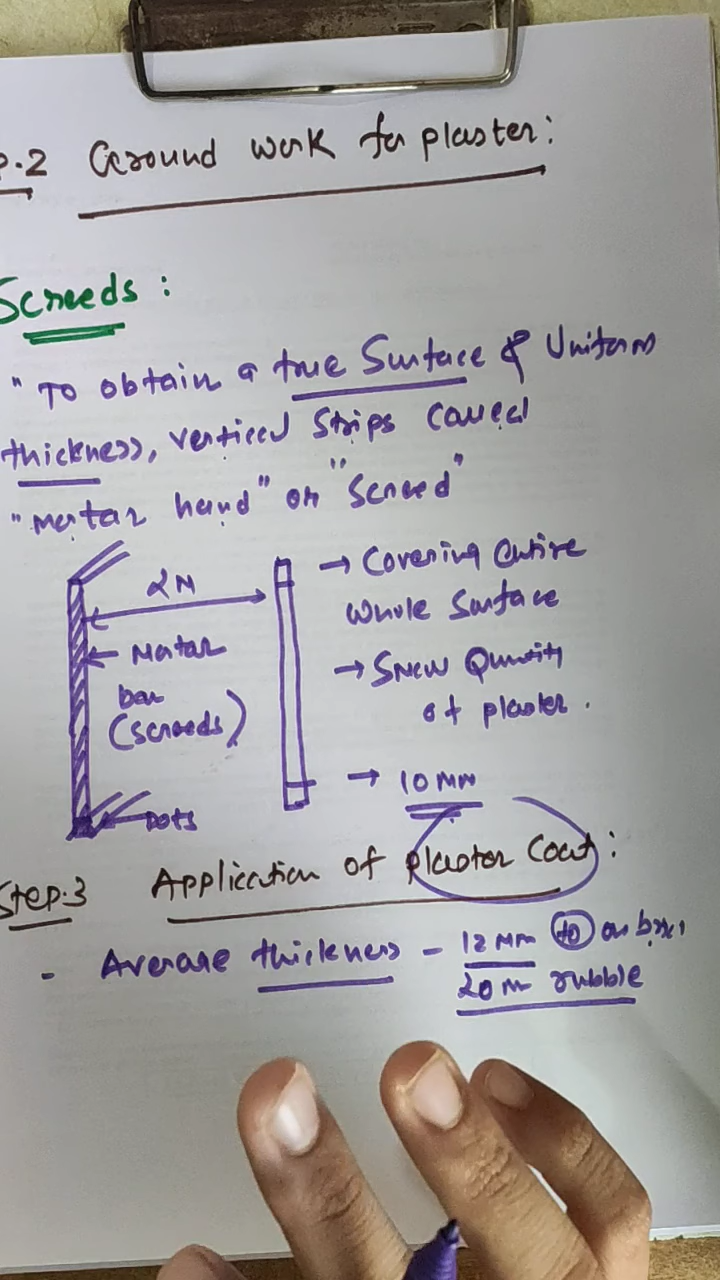 p.2 Ground work for plaster:
Screeds :
"To obtain a true Surface & Uniform
thickness, vertical Strips called
"mortar band" or "Screed"
2M
Mortar
bar
(screeds)
Dots
→ Covering entire
whole Surface
→ Quantity
of plaster.
→ 10 MM
Step.3 Application of plaster Coat:
- Average thickness - 12 MM to on
20 m rubble